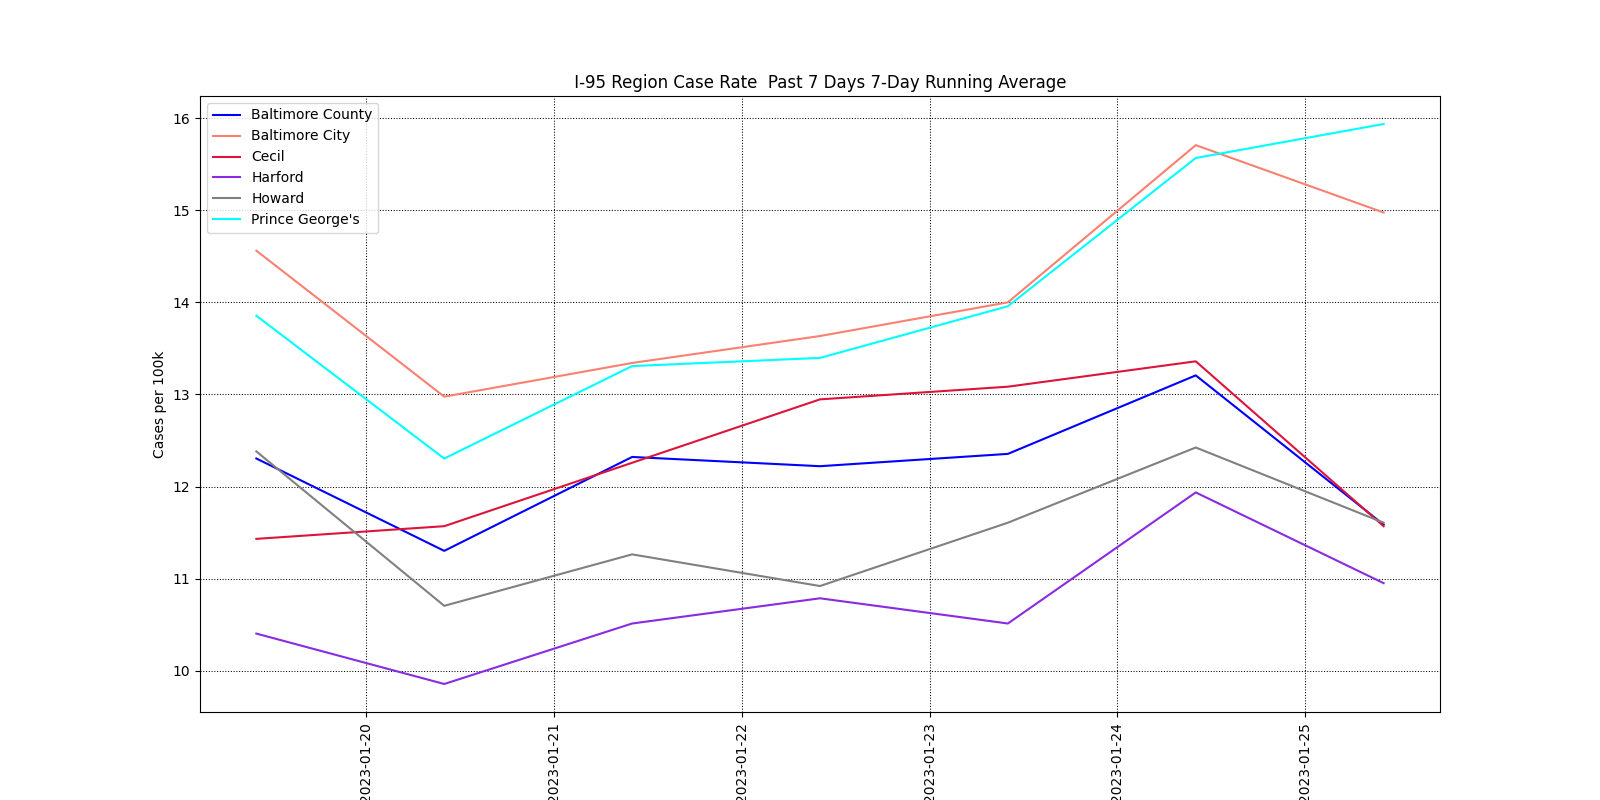 I-95 Region Case Rate  Past 7 Days 7-Day Running Average
Baltimore County
Baltimore City
Cecil
Harford
Howard
Prince George's
16
15
14
13
12
11
10
Cases per 100k
2023-01-20
2023-01-21
2023-01-22
2023-01-23
2023-01-24
2023-01-25